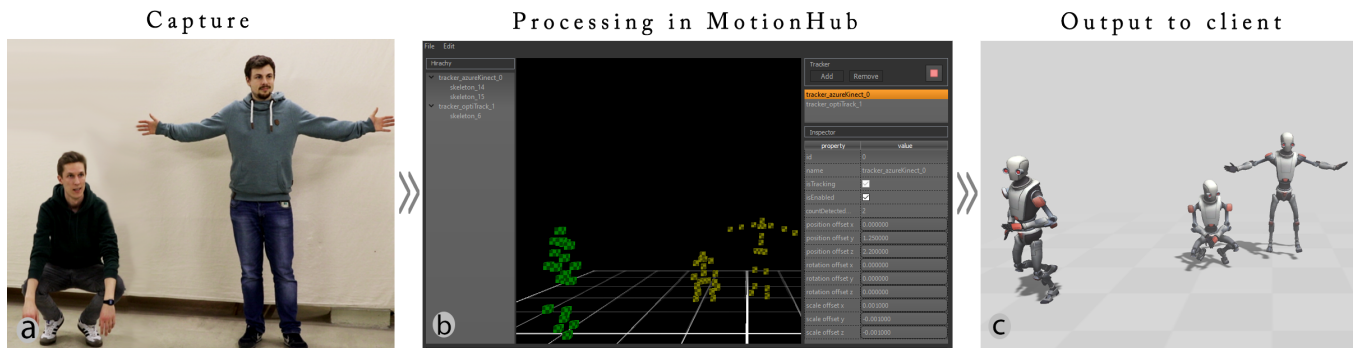 Capture
Processing in MotionHub
Output to client
File Edit
Hirachy
tracker_azureKinect_0
skeleton_14
skeleton_15
tracker_optiTrack_1
skeleton_6
Tracker
Add Remove
tracker_azureKinect_0
tracker_optiTrack_1
Inspector
property value
id 0
name tracker_azureKinect_0
isTracking
isEnabled
countDetected... 2
position offset x 0.000000
position offset y 1.250000
position offset z 2.200000
rotation offset x 0.000000
rotation offset y 0.000000
rotation offset z 0.000000
scale offset x 0.001000
scale offset y -0.001000
scale offset z -0.001000
a
b
c